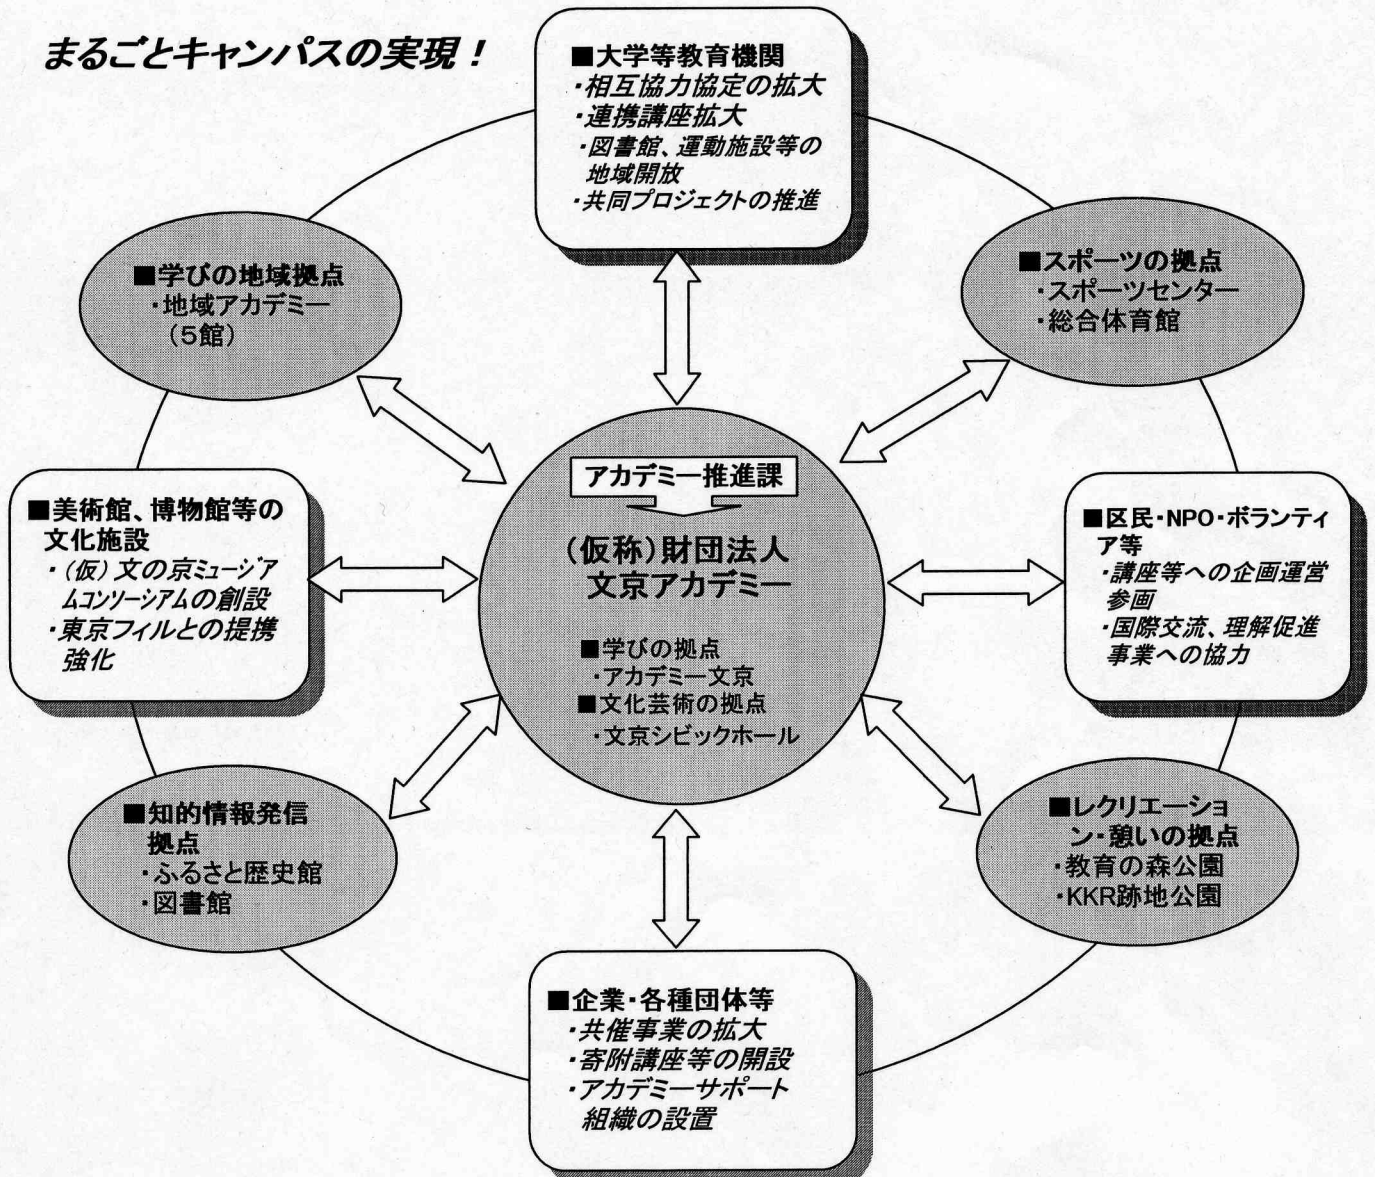 まるごとキャンパスの実現!
■大学等教育機関
・相互協力協定の拡大
・連携講座拡大
・図書館、運動施設等の
地域開放
・共同プロジェクトの推進
■学びの地域拠点
・地域アカデミー
(5館)
■スポーツの拠点
・スポーツセンター
・総合体育館
アカデミー推進課
(仮称)財団法人
文京アカデミー
■学びの拠点
・アカデミー文京
■文化芸術の拠点
・文京シビックホール
■美術館、博物館等の
文化施設
・(仮)文の京ミュージア
ムコンソーシアムの創設
・東京フィルとの提携
強化
■区民・NPO・ボランティ
ア等
・講座等への企画運営
参画
・国際交流、理解促進
事業への協力
■知的情報発信
拠点
・ふるさと歴史館
・図書館
■レクリエーショ
ン・憩いの拠点
・教育の森公園
・KKR跡地公園
■企業・各種団体等
・共催事業の拡大
・寄附講座等の開設
・アカデミーサポート
組織の設置